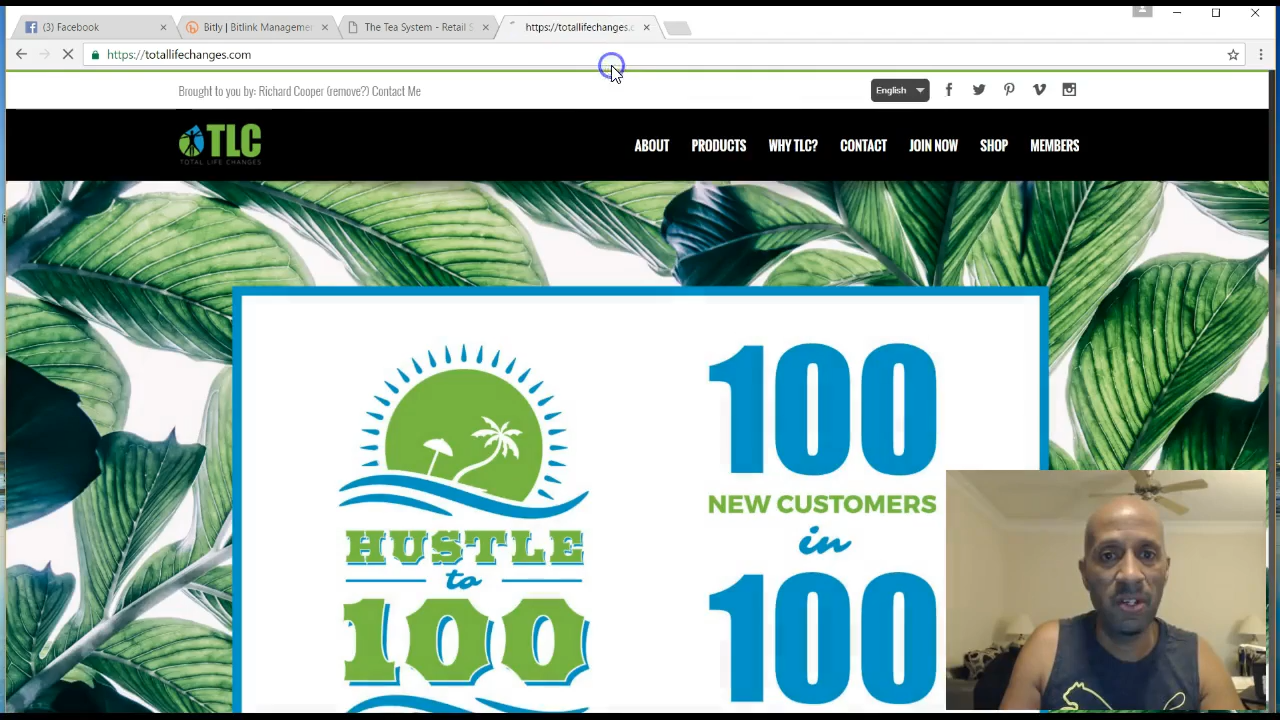 (3) Facebook
Bitly | Bitlink Managemen
The Tea System - Retail S
https://totallifechanges.c
https://totallifechanges.com
Brought to you by: Richard Cooper (remove?) Contact Me
English
TLC
TOTAL LIFE CHANGES
ABOUT PRODUCTS WHY TLC? CONTACT JOIN NOW SHOP MEMBERS
HUSTLE
to
100
100
NEW CUSTOMERS
in
100